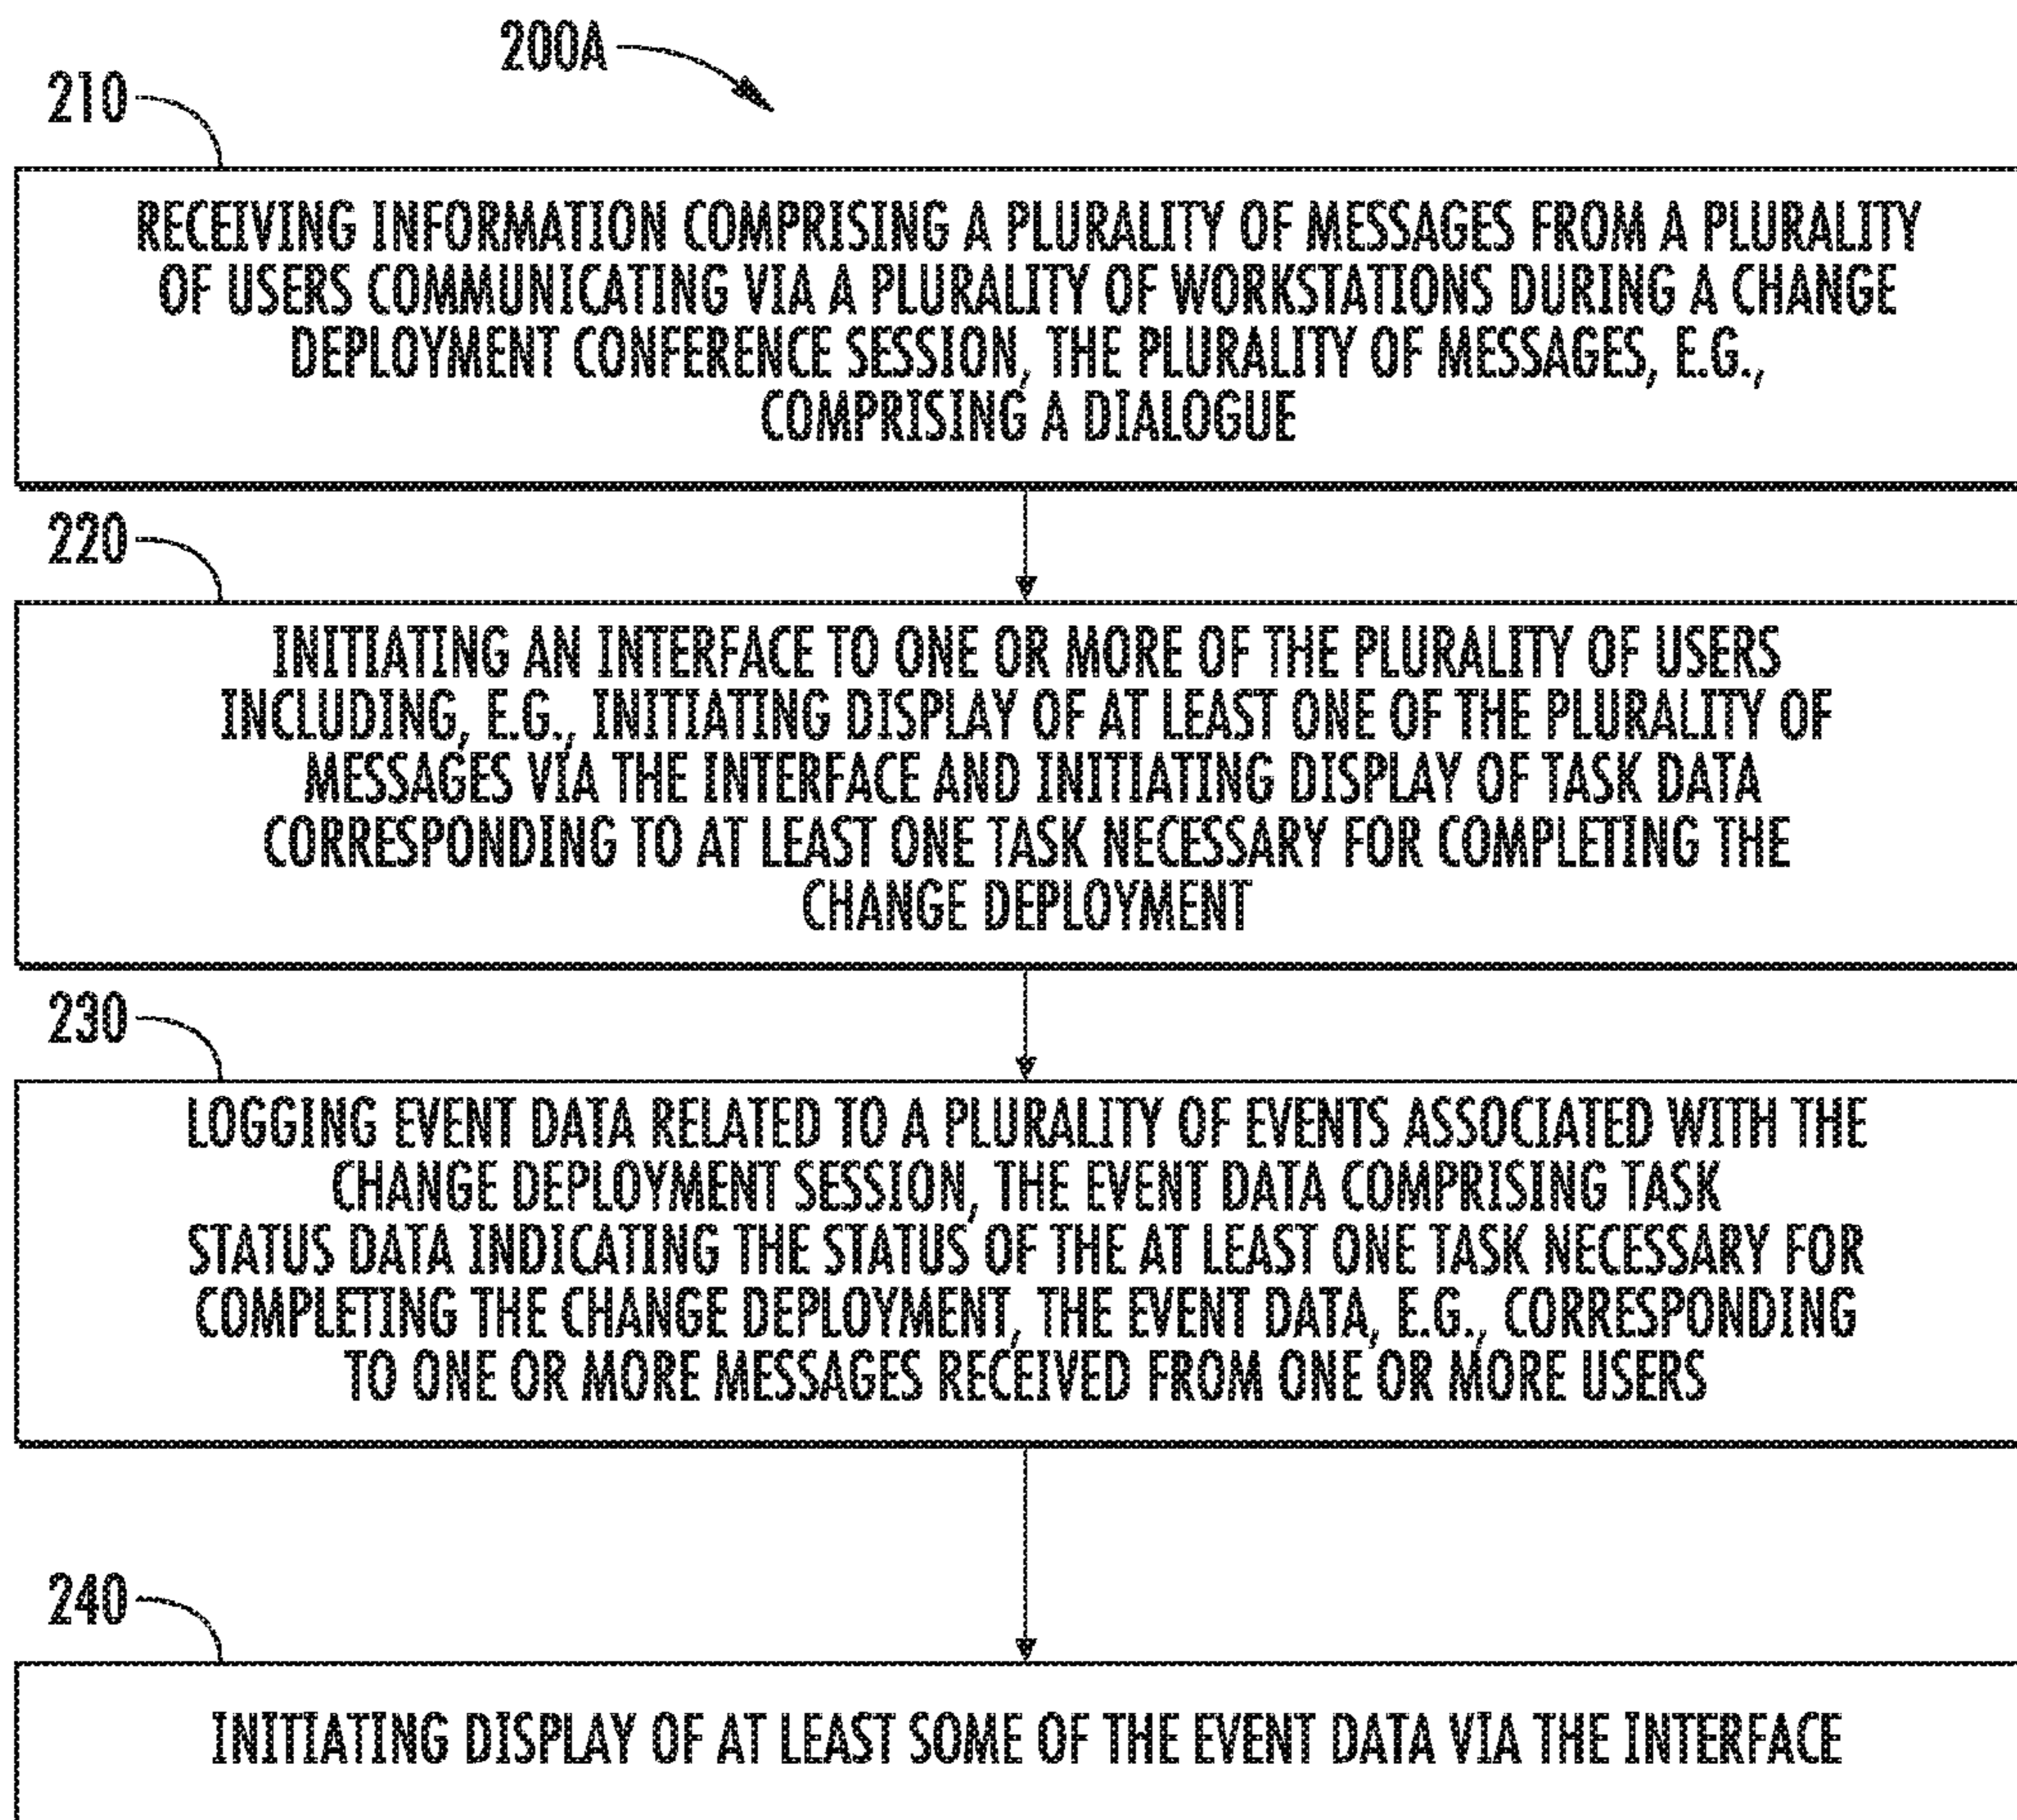 200A
210
RECEIVING INFORMATION COMPRISING A PLURALITY OF MESSAGES FROM A PLURALITY
OF USERS COMMUNICATING VIA A PLURALITY OF WORKSTATIONS DURING A CHANGE
DEPLOYMENT CONFERENCE SESSION, THE PLURALITY OF MESSAGES, E.G.,
COMPRISING A DIALOGUE
220
INITIATING AN INTERFACE TO ONE OR MORE OF THE PLURALITY OF USERS
INCLUDING, E.G., INITIATING DISPLAY OF AT LEAST ONE OF THE PLURALITY OF
MESSAGES VIA THE INTERFACE AND INITIATING DISPLAY OF TASK DATA
CORRESPONDING TO AT LEAST ONE TASK NECESSARY FOR COMPLETING THE
CHANGE DEPLOYMENT
230
LOGGING EVENT DATA RELATED TO A PLURALITY OF EVENTS ASSOCIATED WITH THE
CHANGE DEPLOYMENT SESSION, THE EVENT DATA COMPRISING TASK
STATUS DATA INDICATING THE STATUS OF THE AT LEAST ONE TASK NECESSARY FOR
COMPLETING THE CHANGE DEPLOYMENT, THE EVENT DATA, E.G., CORRESPONDING
TO ONE OR MORE MESSAGES RECEIVED FROM ONE OR MORE USERS
240
INITIATING DISPLAY OF AT LEAST SOME OF THE EVENT DATA VIA THE INTERFACE